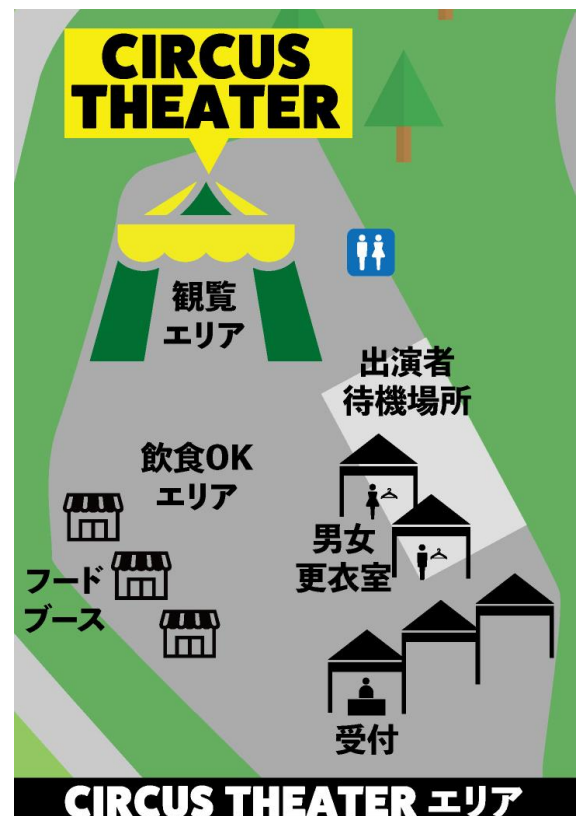 CIRCUS
THEATER
観覧
エリア
出演者
待機場所
飲食OK
エリア
男女
更衣室
フード
ブース
受付
CIRCUS THEATER エリア